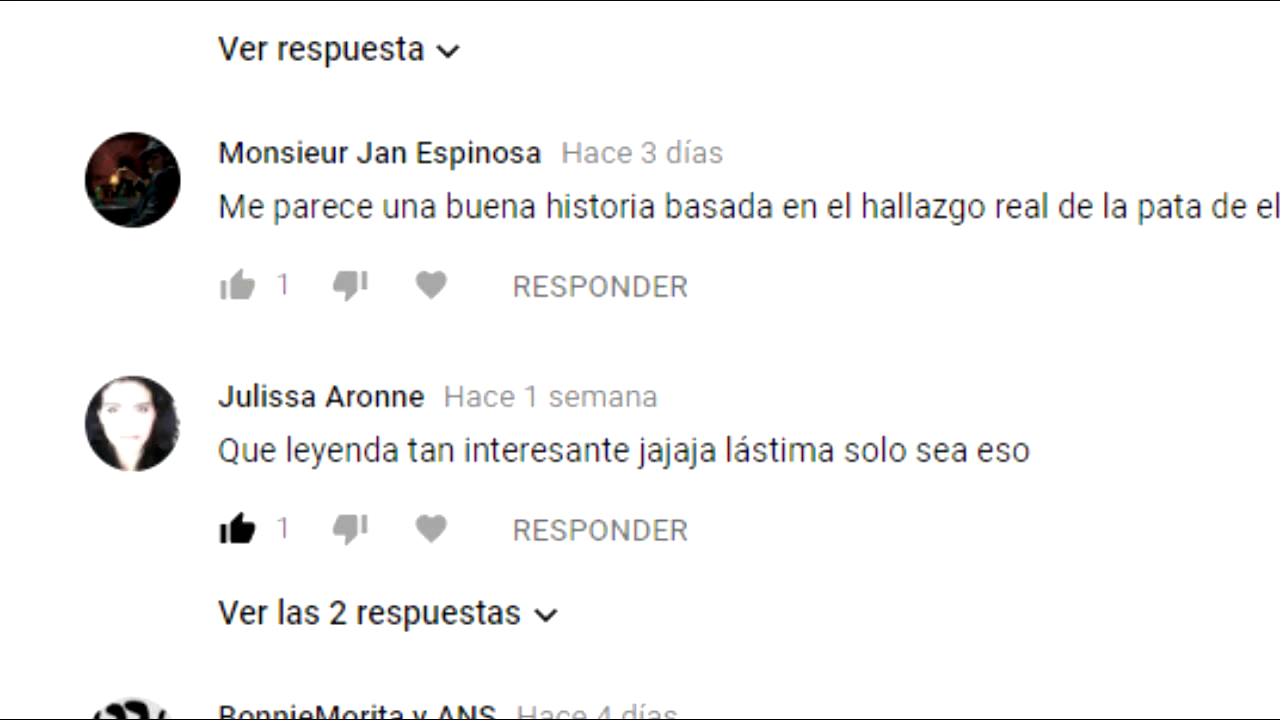 Ver respuesta
Monsieur Jan Espinosa Hace 3 días
Me parece una buena historia basada en el hallazgo real de la pata de el
1 RESPONDER
Julissa Aronne Hace 1 semana
Que leyenda tan interesante jajaja lástima solo sea eso
1 RESPONDER
Ver las 2 respuestas
BonnieMorita y ANS Hace 4 días